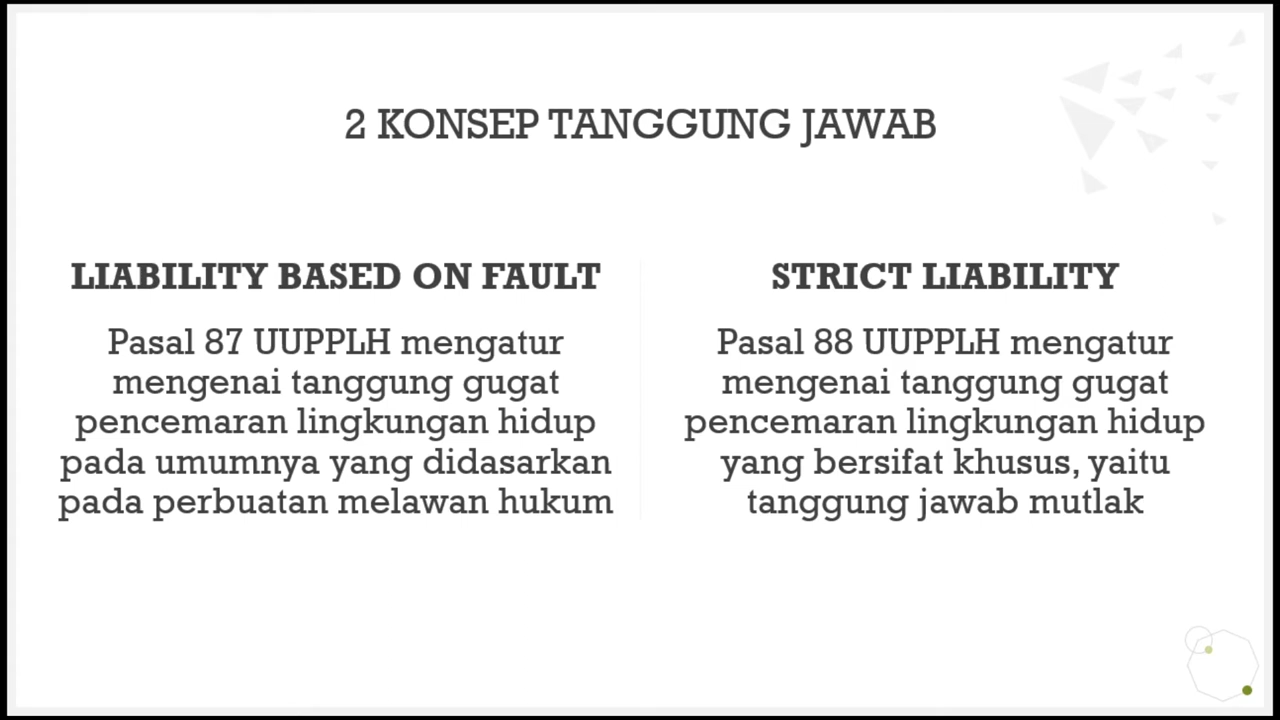 2 KONSEP TANGGUNG JAWAB
LIABILITY BASED ON FAULT
Pasal 87 UUPPLH mengatur
mengenai tanggung gugat
pencemaran lingkungan hidup
pada umumnya yang didasarkan
pada perbuatan melawan hukum
STRICT LIABILITY
Pasal 88 UUPPLH mengatur
mengenai tanggung gugat
pencemaran lingkungan hidup
yang bersifat khusus, yaitu
tanggung jawab mutlak